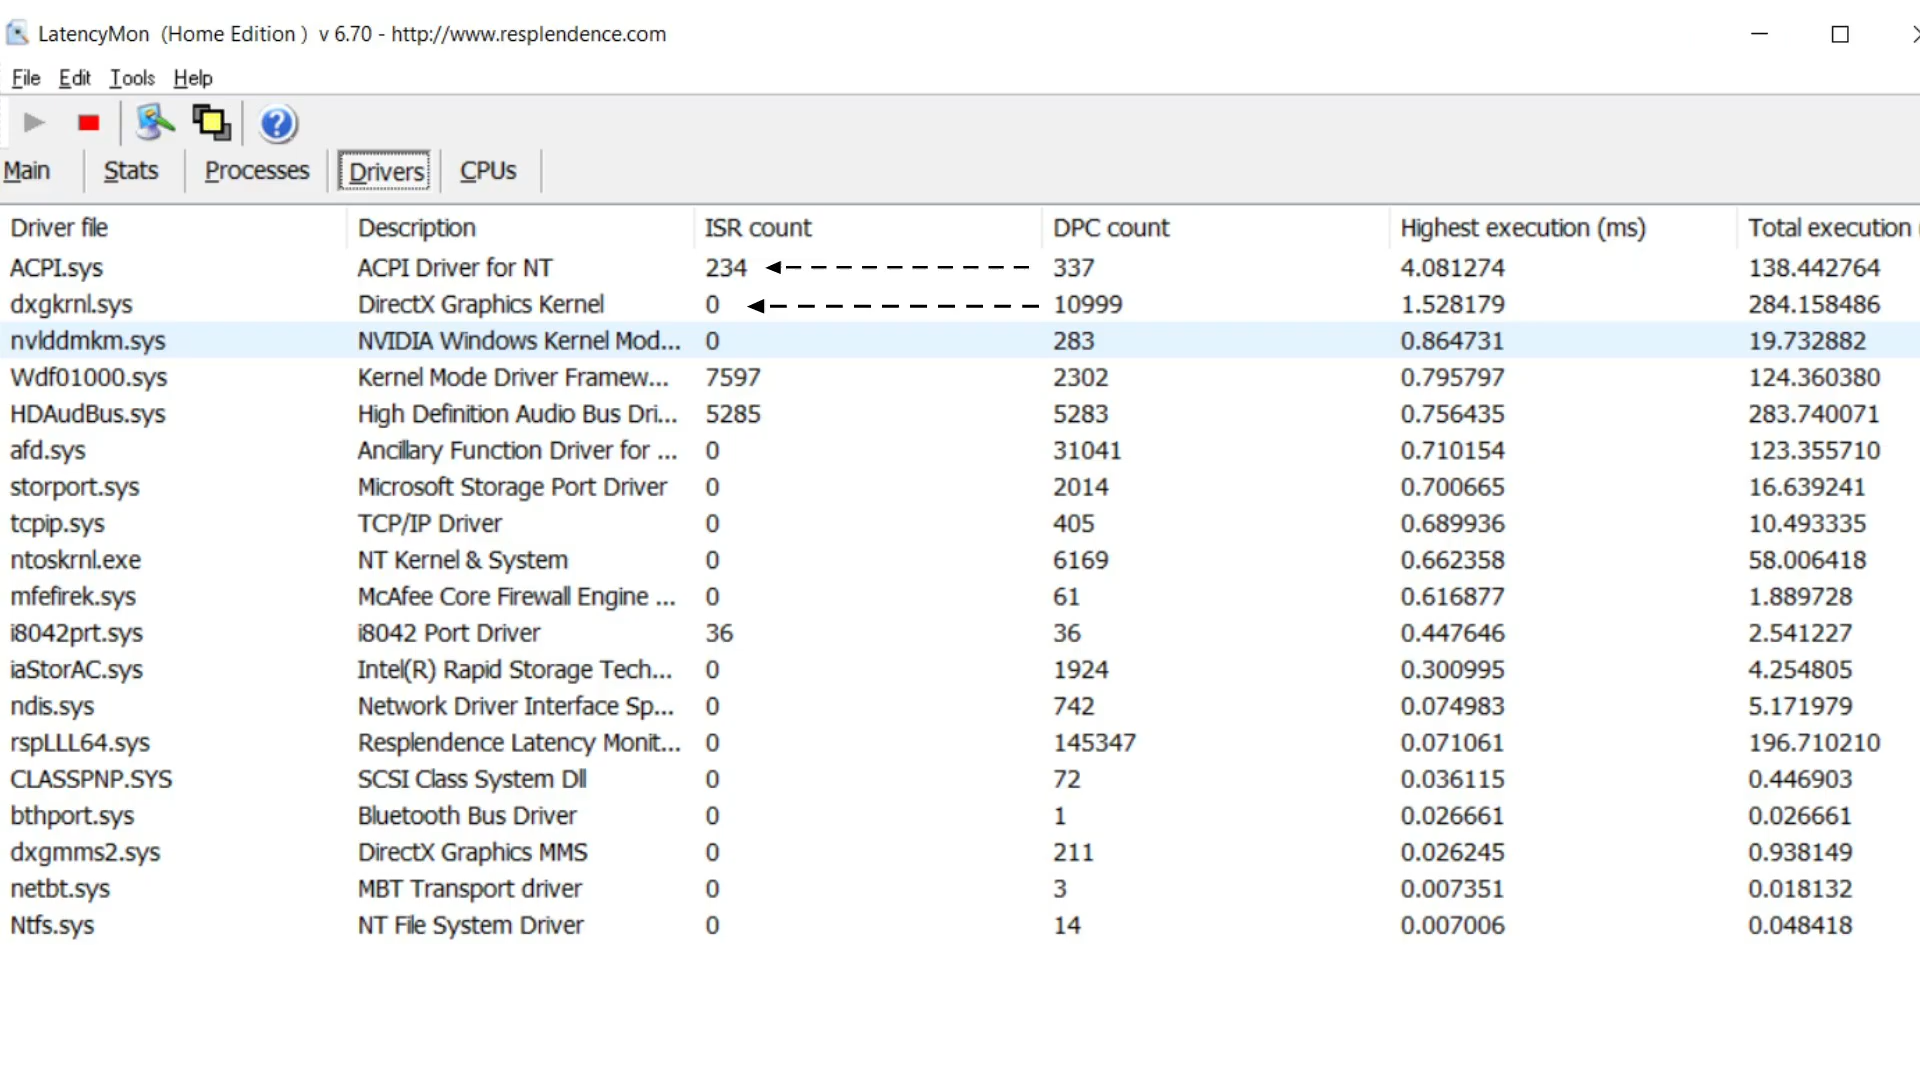 LatencyMon (Home Edition ) v 6.70 - http://www.resplendence.com
File Edit Tools Help
Main Stats Processes Drivers CPUs
Driver file Description ISR count DPC count Highest execution (ms) Total execution (
ACPI.sys ACPI Driver for NT 234 337 4.081274 138.442764
dxgkrnl.sys DirectX Graphics Kernel 0 10999 1.528179 284.158486
nvlddmkm.sys NVIDIA Windows Kernel Mod... 0 283 0.864731 19.732882
Wdf01000.sys Kernel Mode Driver Framew... 7597 2302 0.795797 124.360380
HDAudBus.sys High Definition Audio Bus Dri... 5285 5283 0.756435 283.740071
afd.sys Ancillary Function Driver for ... 0 31041 0.710154 123.355710
storport.sys Microsoft Storage Port Driver 0 2014 0.700665 16.639241
tcpip.sys TCP/IP Driver 0 405 0.689936 10.493335
ntoskrnl.exe NT Kernel & System 0 6169 0.662358 58.006418
mfefirek.sys McAfee Core Firewall Engine ... 0 61 0.616877 1.889728
i8042prt.sys i8042 Port Driver 36 36 0.447646 2.541227
iaStorAC.sys Intel(R) Rapid Storage Tech... 0 1924 0.300995 4.254805
ndis.sys Network Driver Interface Sp... 0 742 0.074983 5.171979
rspLLL64.sys Resplendence Latency Monit... 0 145347 0.071061 196.710210
CLASSPNP.SYS SCSI Class System Dll 0 72 0.036115 0.446903
bthport.sys Bluetooth Bus Driver 0 1 0.026661 0.026661
dxgmms2.sys DirectX Graphics MMS 0 211 0.026245 0.938149
netbt.sys MBT Transport driver 0 3 0.007351 0.018132
Ntfs.sys NT File System Driver 0 14 0.007006 0.048418